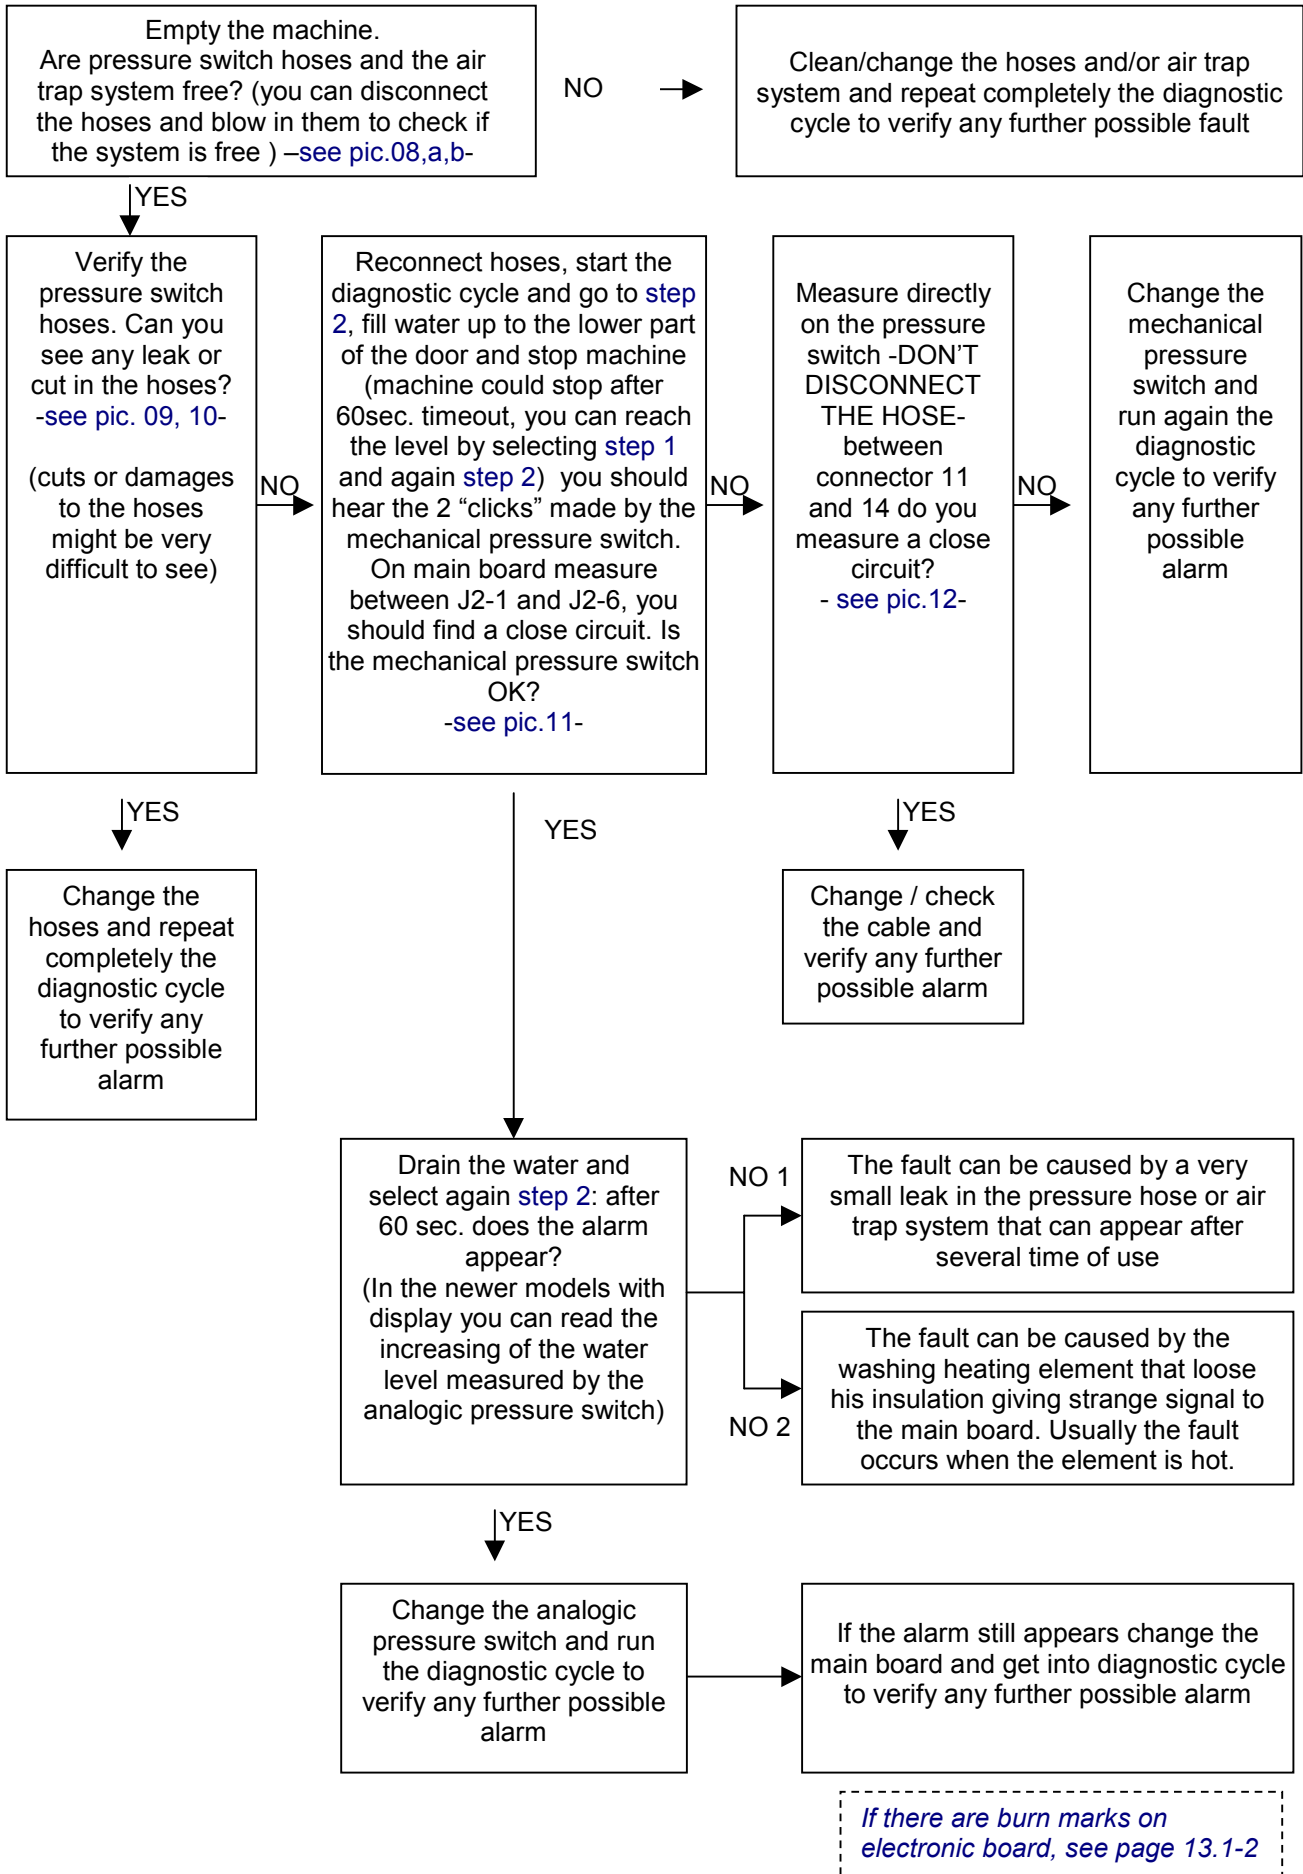 Empty the machine.
Are pressure switch hoses and the air
trap system free? (you can disconnect
the hoses and blow in them to check if
the system is free ) –see pic.08,a,b-
NO
Clean/change the hoses and/or air trap
system and repeat completely the diagnostic
cycle to verify any further possible fault
YES
Verify the
pressure switch
hoses. Can you
see any leak or
cut in the hoses?
-see pic. 09, 10-
(cuts or damages
to the hoses
might be very
difficult to see)
NO
Reconnect hoses, start the
diagnostic cycle and go to step
2, fill water up to the lower part
of the door and stop machine
(machine could stop after
60sec. timeout, you can reach
the level by selecting step 1
and again step 2)  you should
hear the 2 “clicks” made by the
mechanical pressure switch.
On main board measure
between J2-1 and J2-6, you
should find a close circuit. Is
the mechanical pressure switch
OK?
-see pic.11-
NO
Measure directly
on the pressure
switch -DON’T
DISCONNECT
THE HOSE-
between
connector 11
and 14 do you
measure a close
circuit?
- see pic.12-
NO
Change the
mechanical
pressure
switch and
run again the
diagnostic
cycle to verify
any further
possible
alarm
YES
YES
YES
Change the
hoses and repeat
completely the
diagnostic cycle
to verify any
further possible
alarm
Change / check
the cable and
verify any further
possible alarm
Drain the water and
select again step 2: after
60 sec. does the alarm
appear?
(In the newer models with
display you can read the
increasing of the water
level measured by the
analogic pressure switch)
NO 1
The fault can be caused by a very
small leak in the pressure hose or air
trap system that can appear after
several time of use
NO 2
The fault can be caused by the
washing heating element that loose
his insulation giving strange signal to
the main board. Usually the fault
occurs when the element is hot.
YES
Change the analogic
pressure switch and run
the diagnostic cycle to
verify any further possible
alarm
If the alarm still appears change the
main board and get into diagnostic cycle
to verify any further possible alarm
If there are burn marks on
electronic board, see page 13.1-2